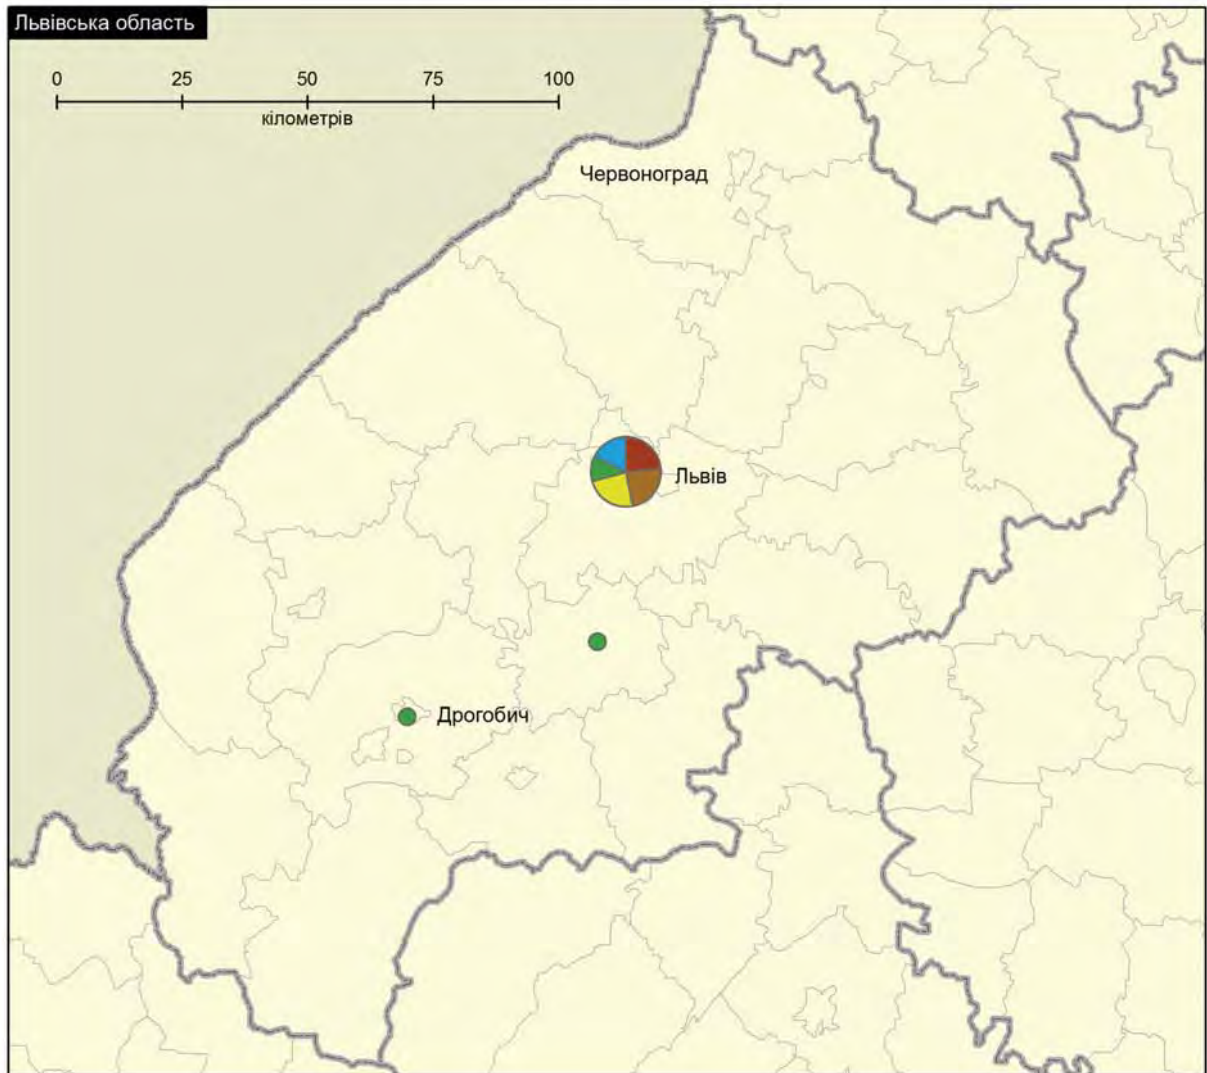 Львівська область
0 25 50 75 100
кілометрів
Червоноград
Львів
Дрогобич